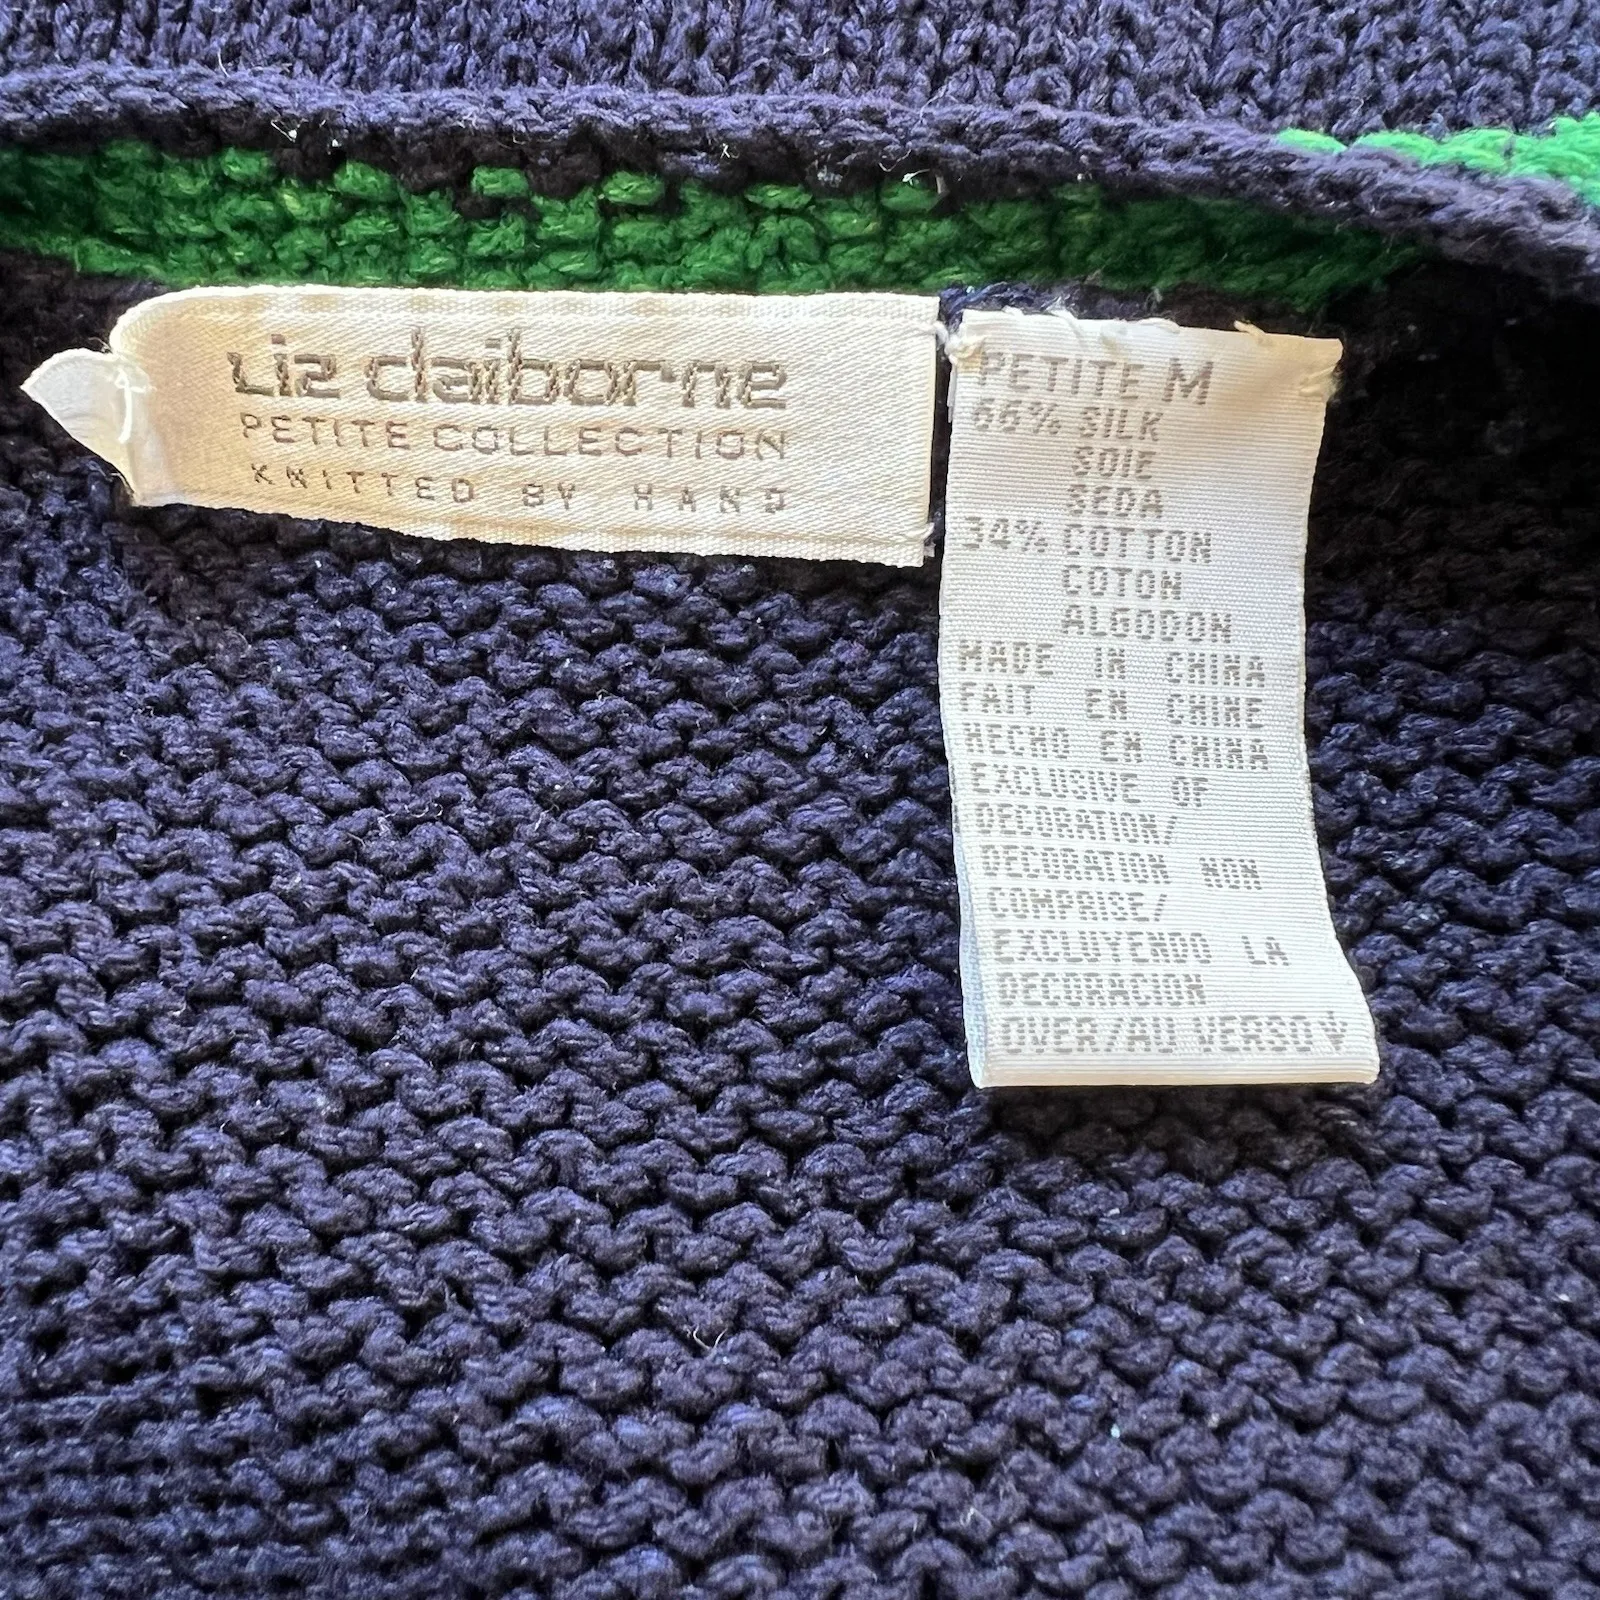 Liz claiborne
PETITE COLLECTION
KNITTED BY HAND
PETITE M
66% SILK
SOIE
SEDA
34% COTTON
COTON
ALGODON
MADE IN CHINA
FAIT EN CHINE
HECHO EN CHINA
EXCLUSIVE OF
DECORATION/
DECORATION NON
COMPRISE/
EXCLUYENDO LA
DECORACION
OVER/AU VERSO